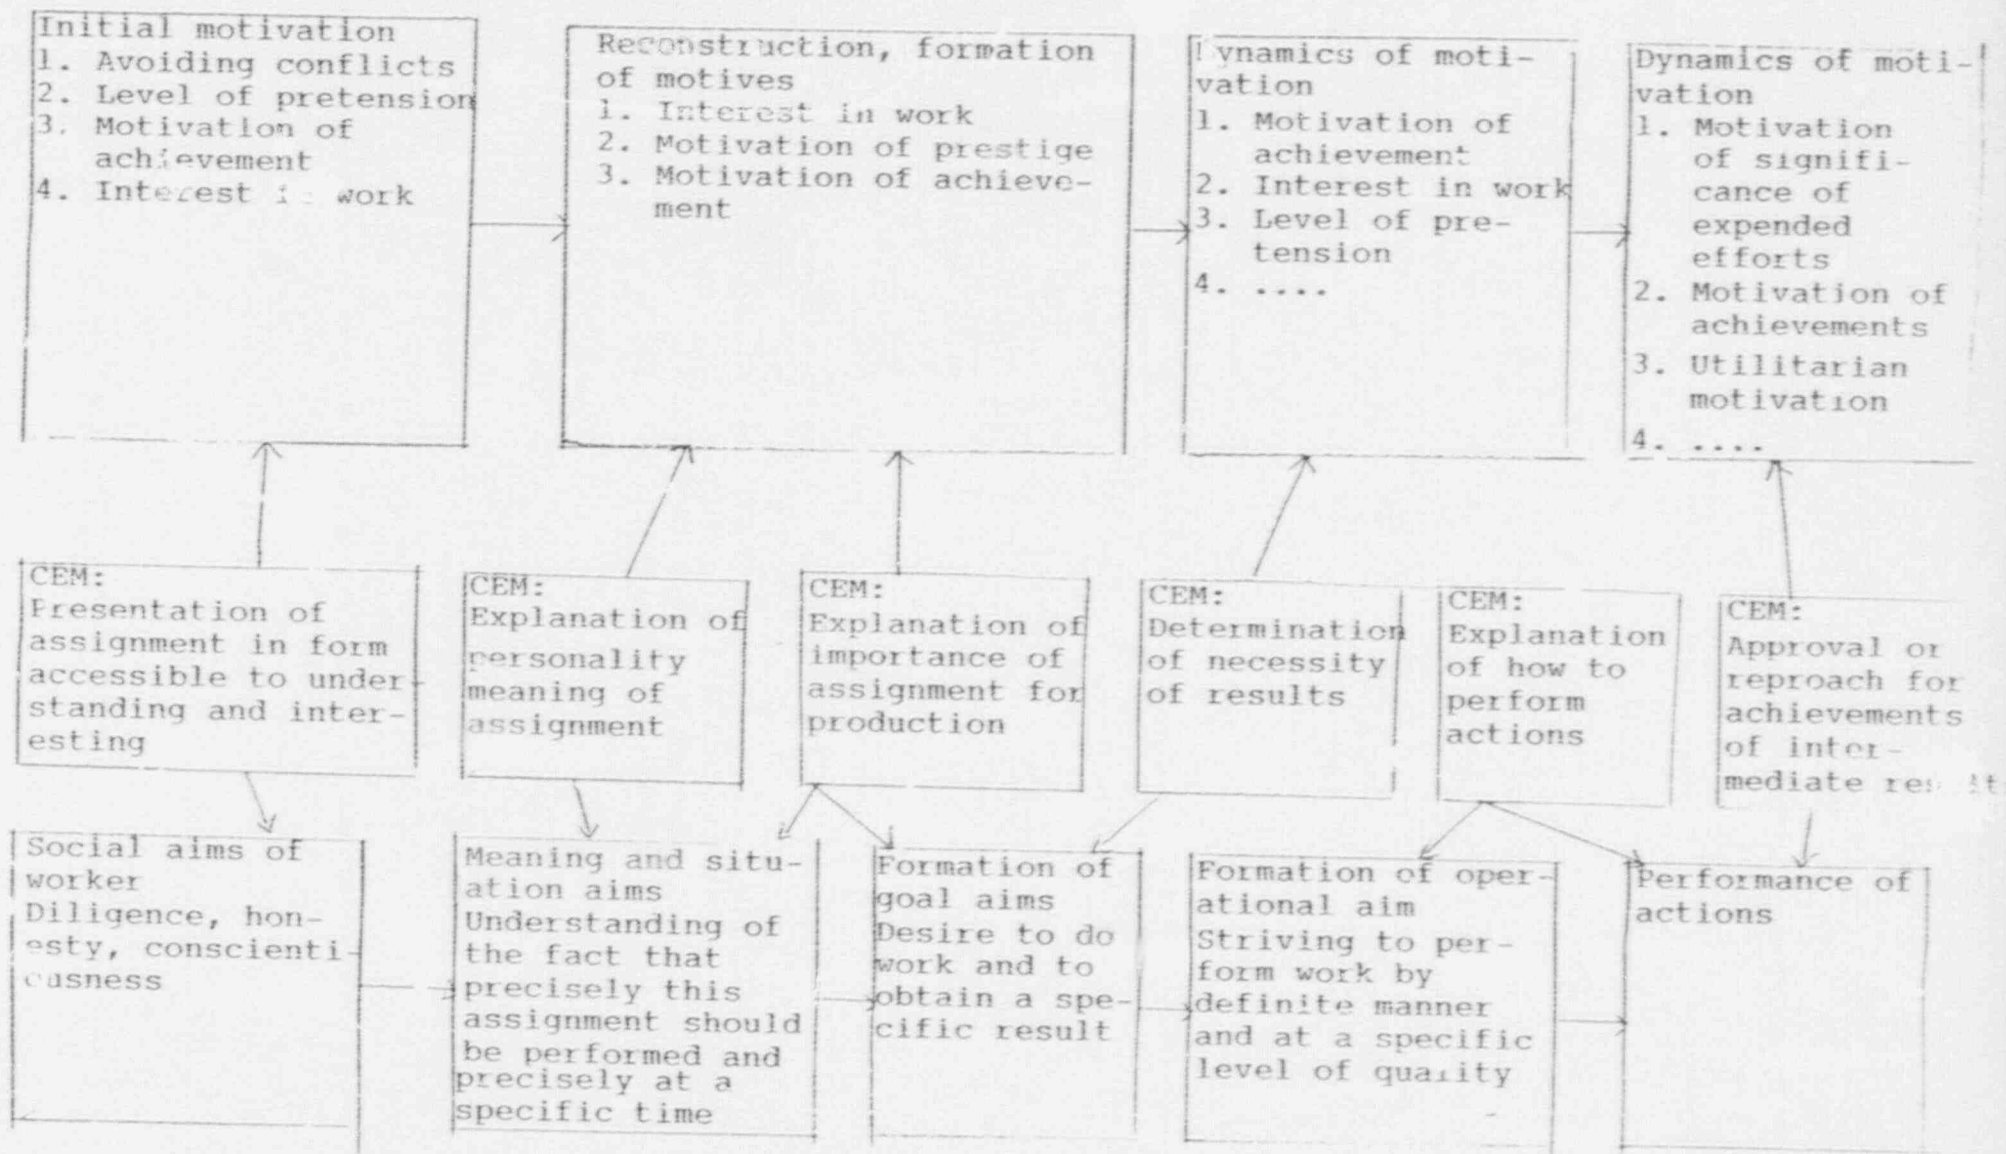 Initial motivation
1. Avoiding conflicts
2. Level of pretension
3. Motivation of
achievement
4. Interest in work
Reconstruction, formation
of motives
1. Interest in work
2. Motivation of prestige
3. Motivation of achieve-
ment
Dynamics of moti-
vation
1. Motivation of
achievement
2. Interest in work
3. Level of pre-
tension
4. ....
Dynamics of moti-
vation
1. Motivation
of signifi-
cance of
expended
efforts
2. Motivation of
achievements
3. Utilitarian
motivation
4. ....
CEM:
Presentation of
assignment in form
accessible to under-
standing and inter-
esting
CEM:
Explanation of
personality
meaning of
assignment
CEM:
Explanation of
importance of
assignment for
production
CEM:
Determination
of necessity
of results
CEM:
Explanation
of how to
perform
actions
CEM:
Approval or
reproach for
achievements
of inter-
mediate
Social aims of
worker
Diligence, hon-
esty, conscienti-
ousness
Meaning and situ-
ation aims
Understanding of
the fact that
precisely this
assignment should
be performed and
precisely at a
specific time
Formation of
goal aims
Desire to do
work and to
obtain a spe-
cific result
Formation of oper-
ational aim
Striving to per-
form work by
definite manner
and at a specific
level of quality
Performance of
actions